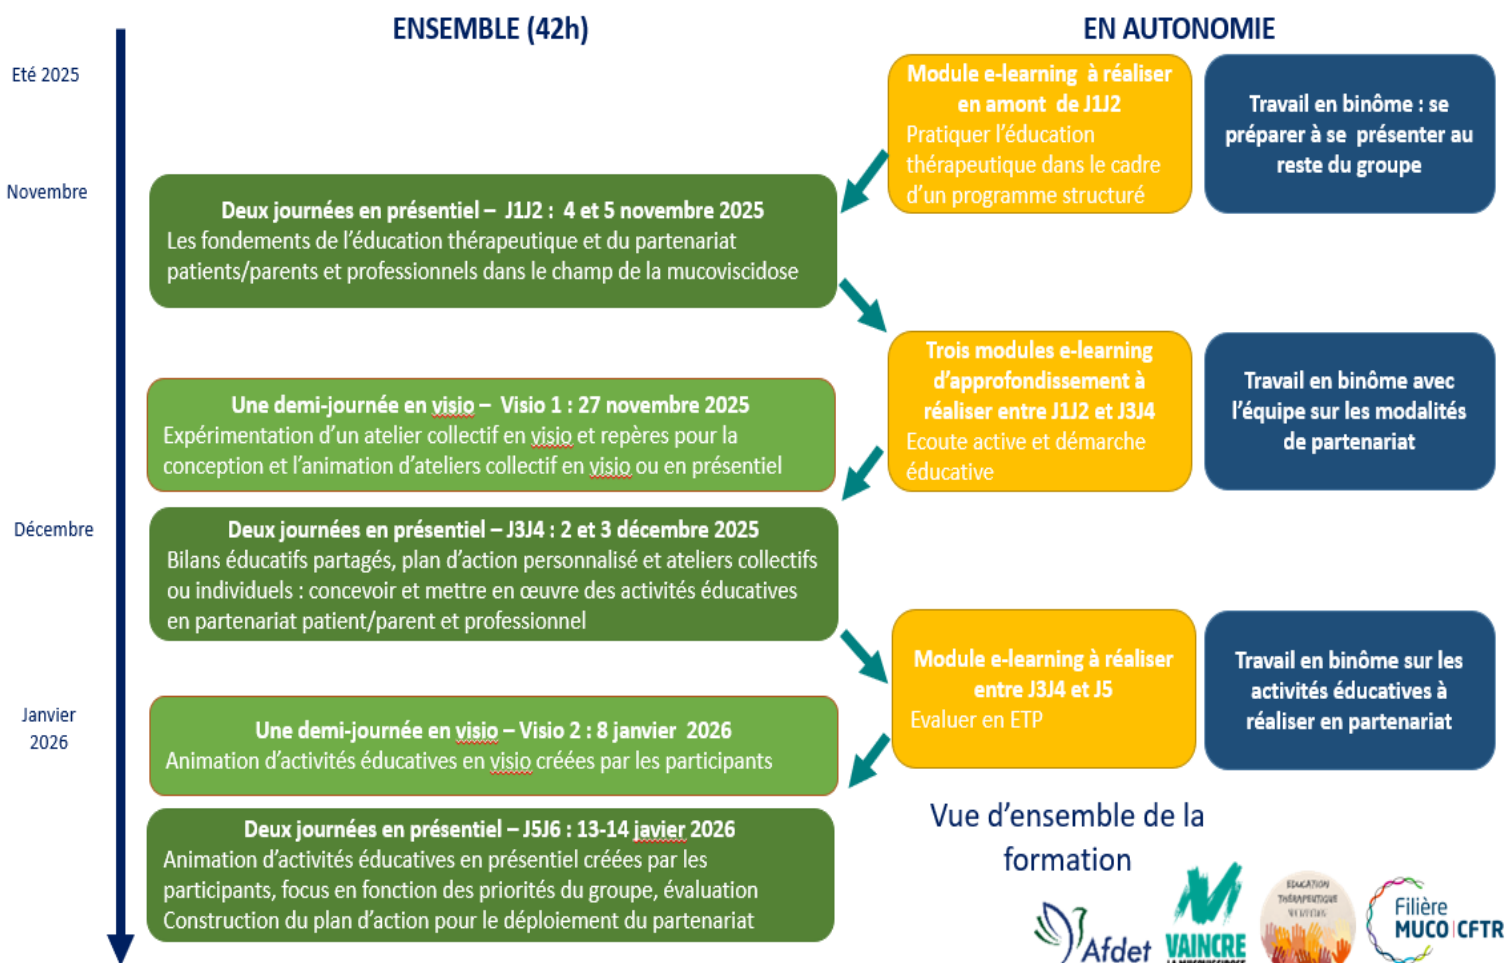 ENSEMBLE (42h)
EN AUTONOMIE
Eté 2025
Module e-learning à réaliser
en amont de J1J2
Pratiquer l’éducation
thérapeutique dans le cadre
d’un programme structuré
Travail en binôme : se
préparer à se présenter au
reste du groupe
Novembre
Deux journées en présentiel – J1J2 : 4 et 5 novembre 2025
Les fondements de l’éducation thérapeutique et du partenariat
patients/parents et professionnels dans le champ de la mucoviscidose
Trois modules e-learning
d’approfondissement à
réaliser entre J1J2 et J3J4
Ecoute active et démarche
éducative
Travail en binôme avec
l’équipe sur les modalités
de partenariat
Une demi-journée en visio – Visio 1 : 27 novembre 2025
Expérimentation d’un atelier collectif en visio et repères pour la
conception et l’animation d’ateliers collectif en visio ou en présentiel
Décembre
Deux journées en présentiel – J3J4 : 2 et 3 décembre 2025
Bilans éducatifs partagés, plan d’action personnalisé et ateliers collectifs
ou individuels : concevoir et mettre en œuvre des activités éducatives
en partenariat patient/parent et professionnel
Module e-learning à réaliser
entre J3J4 et J5
Evaluer en ETP
Travail en binôme sur les
activités éducatives à
réaliser en partenariat
Janvier
2026
Une demi-journée en visio – Visio 2 : 8 janvier 2026
Animation d’activités éducatives en visio créées par les participants
Deux journées en présentiel – J5J6 : 13-14 javier 2026
Animation d’activités éducatives en présentiel créées par les
participants, focus en fonction des priorités du groupe, évaluation
Construction du plan d’action pour le déploiement du partenariat
Vue d’ensemble de la
formation
Afdet
VAINCRE
EDUCATION
THERAPEUTIQUE
Filière
MUCO CFTR